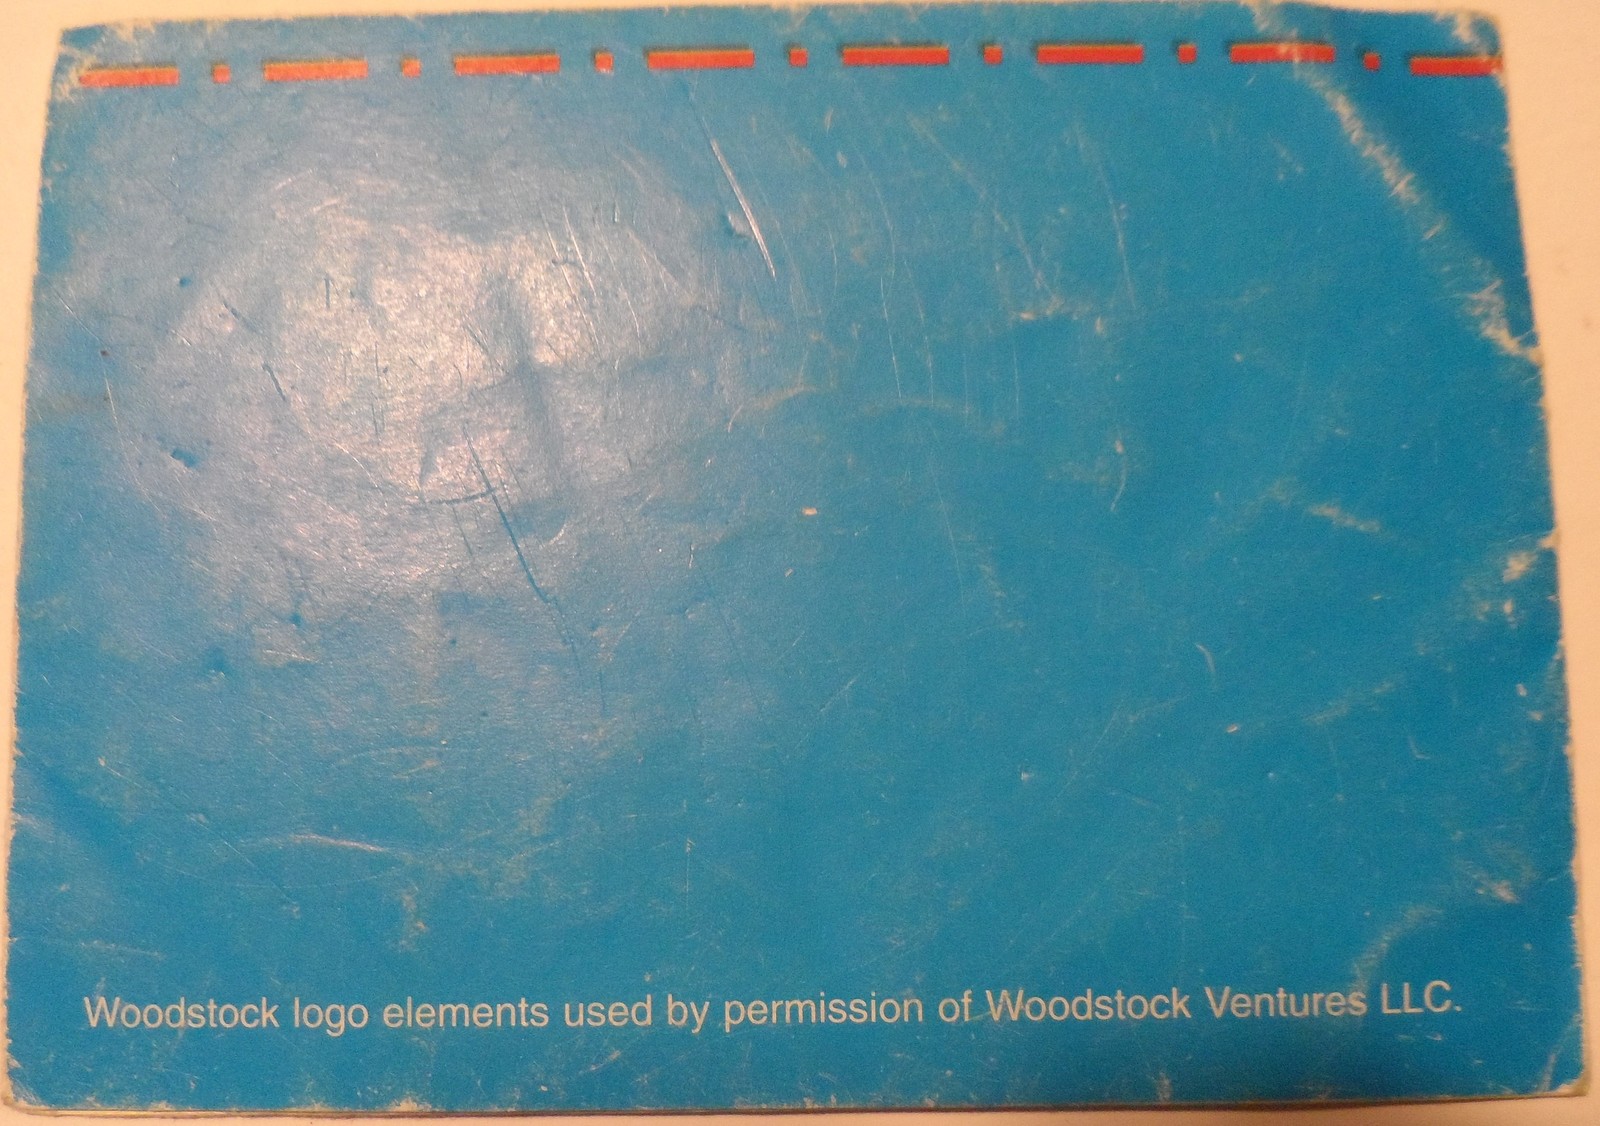 Woodstock logo elements used by permission of Woodstock Ventures LLC.